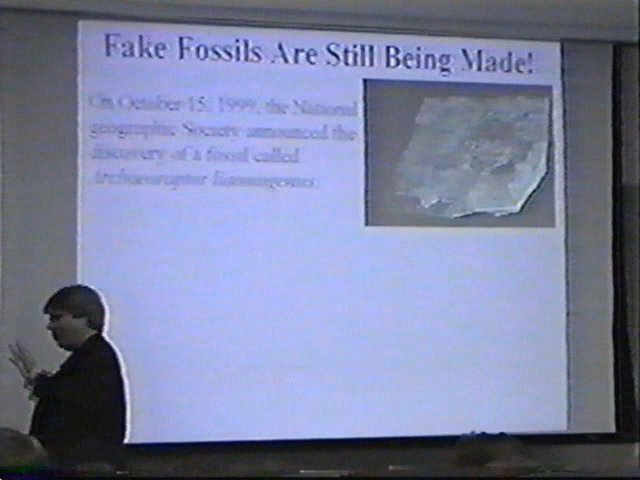 Fake Fossils Are Still Being Made!
On October 15, 1999, the National
geographic Society announced the
discovery of a fossil called
Archaeoraptor liaoningensis